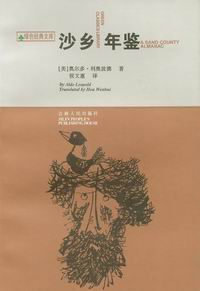 绿色经典文库
GREEN
CLASSIC LIBRARY
沙乡年鉴
A SAND COUNTY
ALMANAC
[美]奥尔多·利奥波德 著
侯文蕙 译
by Aldo Leopold
Translated by Hou Wenhui
吉林人民出版社
JILIN PEOPLE'S
PUBLISHING HOUSE